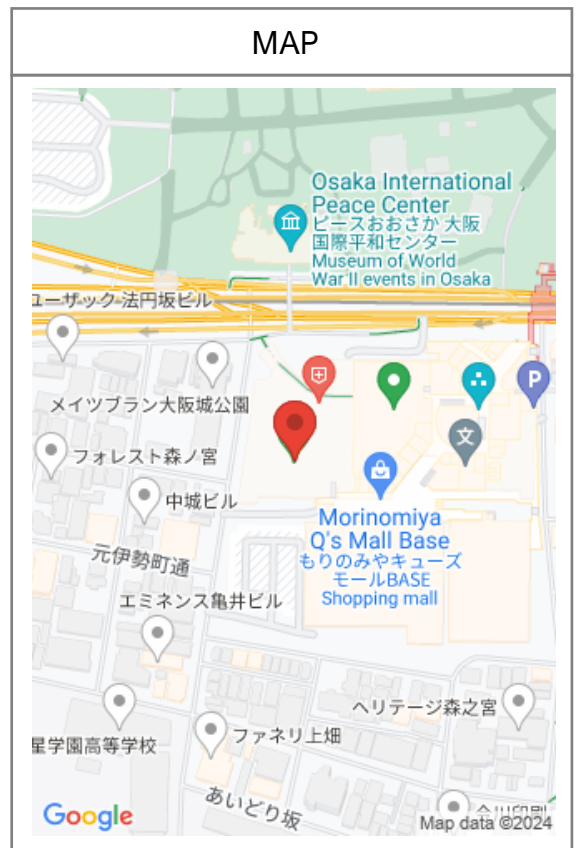 MAP
Osaka International
Peace Center
ピースおおさか 大阪
国際平和センター
Museum of World
War II events in Osaka
ユーザック 法円坂ビル
メイツブラン大阪城公園
P
文
フォレスト森ノ宮
中城ビル
Morinomiya
Q's Mall Base
もりのみやキューズ
モールBASE
Shopping mall
元伊勢町通
エミネンス亀井ビル
ヘリテージ森之宮
ファネリ上畑
星学園高等学校
あいどり坂
Google
Map data ©2024